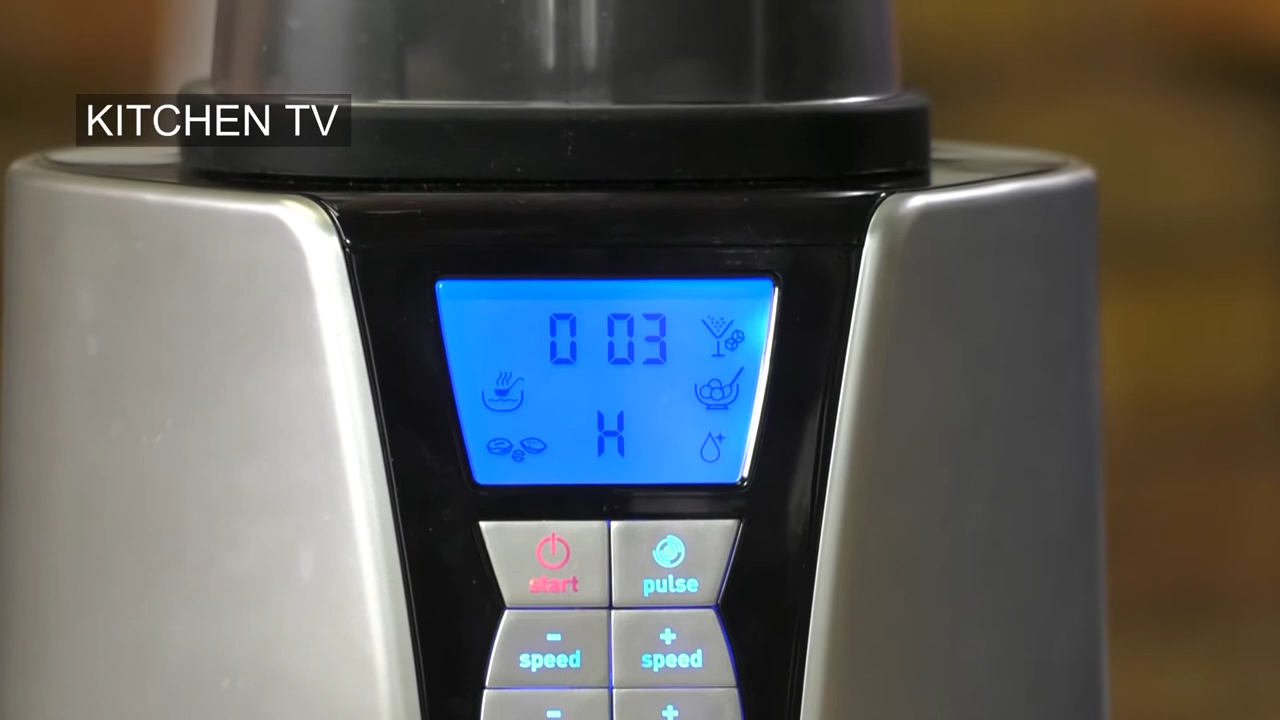 KITCHEN TV
0 03
H
start
pulse
- speed
+ speed
-
+